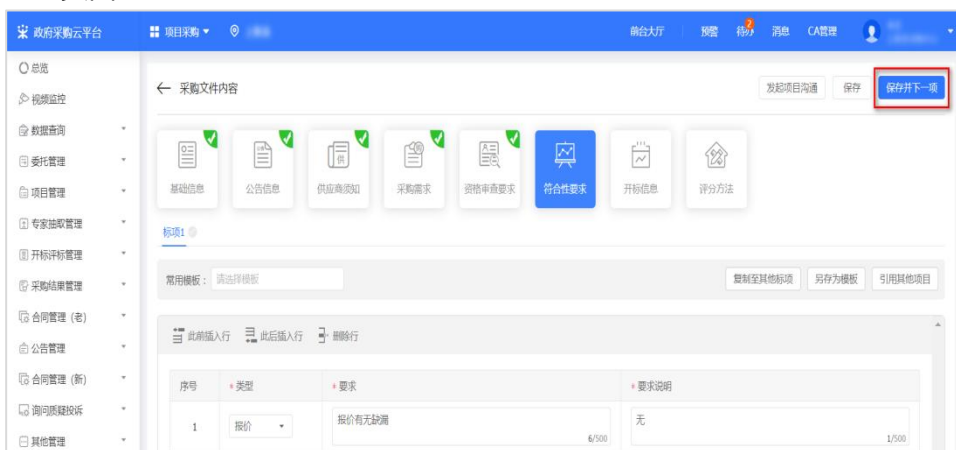 政府采购云平台 项目采购 前台大厅 预警 待办 2 消息 CA管理
总览
← 采购文件内容 发起项目沟通 保存 保存并下一项
视频监控
数据查询
委托管理
项目管理
专家抽取管理
开标评标管理
采购结果管理
合同管理（老）
公告管理
合同管理（新）
询问质疑投诉
其他管理
基础信息 公告信息 供应商须知 采购需求 资格审查要求 符合性要求 开标信息 评分方法
标项1
常用模板： 请选择模板 复制至其他标项 另存为模板 引用其他项目
此前插入行 此后插入行 删除行
序号 * 类型 * 要求 * 要求说明
1 报价 报价有无缺漏 6/500 无 1/500